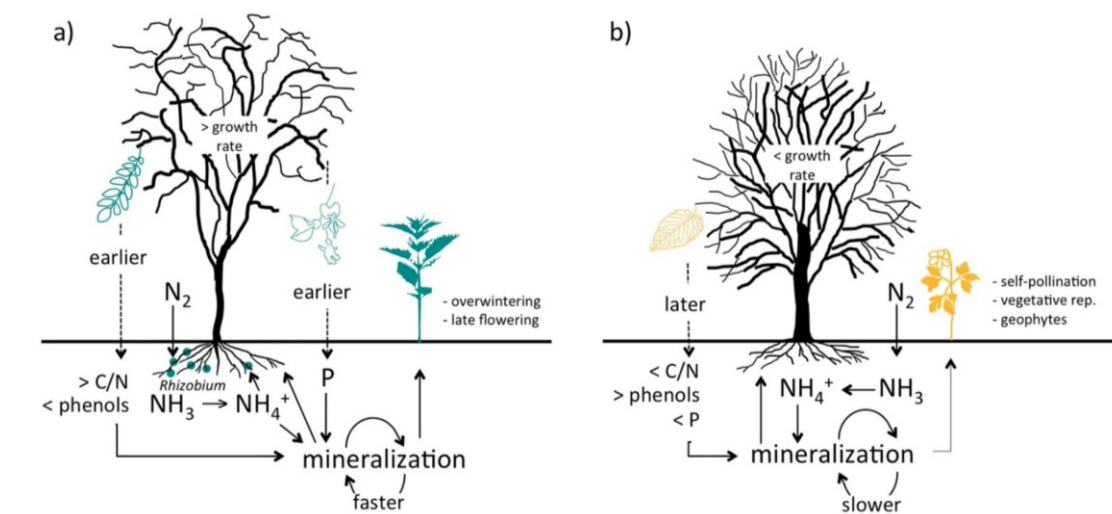 a)
> growth
rate
earlier
N₂
earlier
- overwintering
- late flowering
> C/N
< phenols
Rhizobium
NH₃ → NH₄⁺
P
mineralization
faster
b)
< growth
rate
later
N₂
- self-pollination
- vegetative rep.
- geophytes
< C/N
> phenols
< P
NH₄⁺ ← NH₃
mineralization
slower